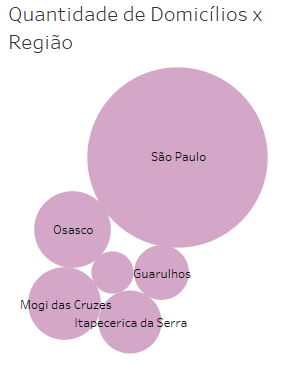 Quantidade de Domicílios x
Região
São Paulo
Osasco
Guarulhos
Mogi das Cruzes
Itapecerica da Serra